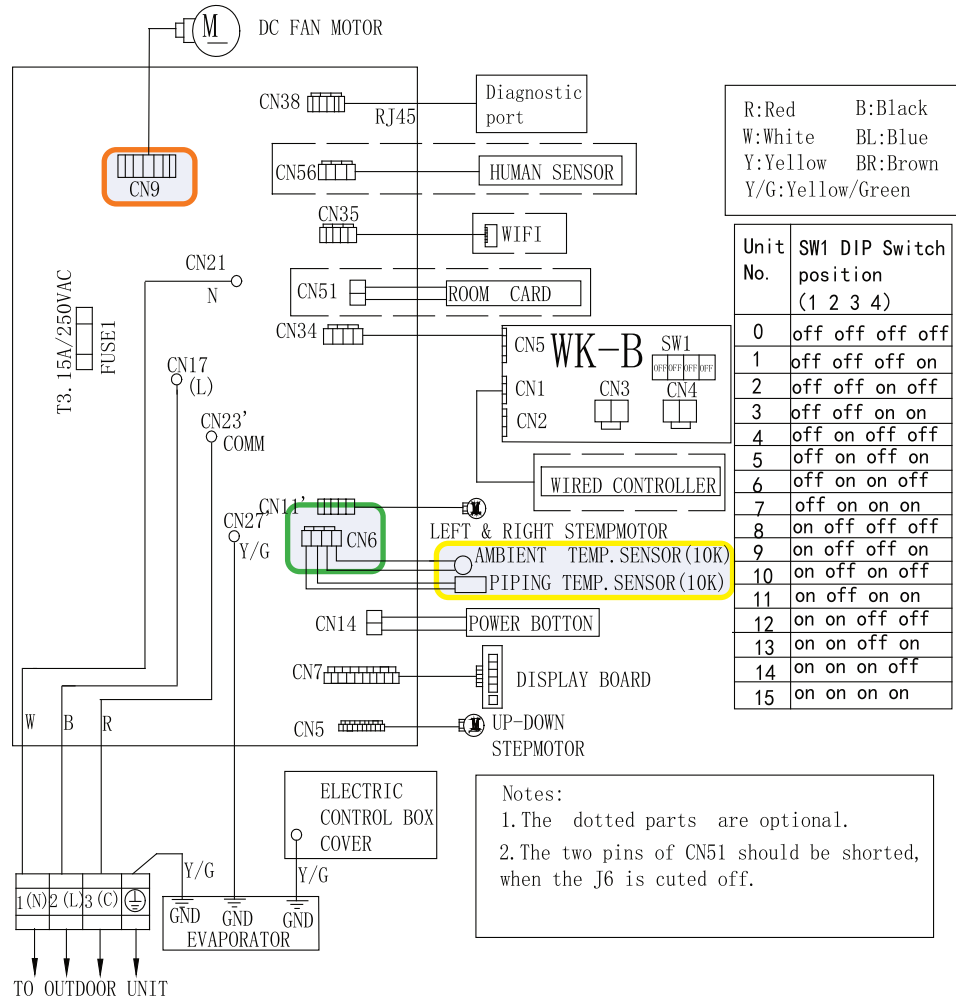 M
DC FAN MOTOR
CN9
CN38
RJ45
Diagnostic
port
CN56
HUMAN SENSOR
CN35
WIFI
CN51
ROOM CARD
CN34
CN21
N
T3.15A/250VAC
FUSE1
CN17
(L)
CN23'
COMM
CN5
WK-B
SW1
OFF OFF OFF OFF
CN1
CN3
CN4
CN2
WIRED CONTROLLER
CN11'
LEFT & RIGHT STEMPMOTOR
CN27'
Y/G
CN6
AMBIENT TEMP.SENSOR(10K)
PIPING TEMP.SENSOR(10K)
CN14
POWER BOTTON
CN7
DISPLAY BOARD
CN5
UP-DOWN
STEPMOTOR
W
B
R
ELECTRIC
CONTROL BOX
COVER
Y/G
Y/G
1(N)
2(L)
3(C)
GND
GND
GND
EVAPORATOR
TO OUTDOOR UNIT
R:Red B:Black
W:White BL:Blue
Y:Yellow BR:Brown
Y/G:Yellow/Green
Unit No. SW1 DIP Switch position (1 2 3 4)
0 off off off off
1 off off off on
2 off off on off
3 off off on on
4 off on off off
5 off on off on
6 off on on off
7 off on on on
8 on off off off
9 on off off on
10 on off on off
11 on off on on
12 on on off off
13 on on off on
14 on on on off
15 on on on on
Notes:
1.The dotted parts are optional.
2.The two pins of CN51 should be shorted,
when the J6 is cuted off.